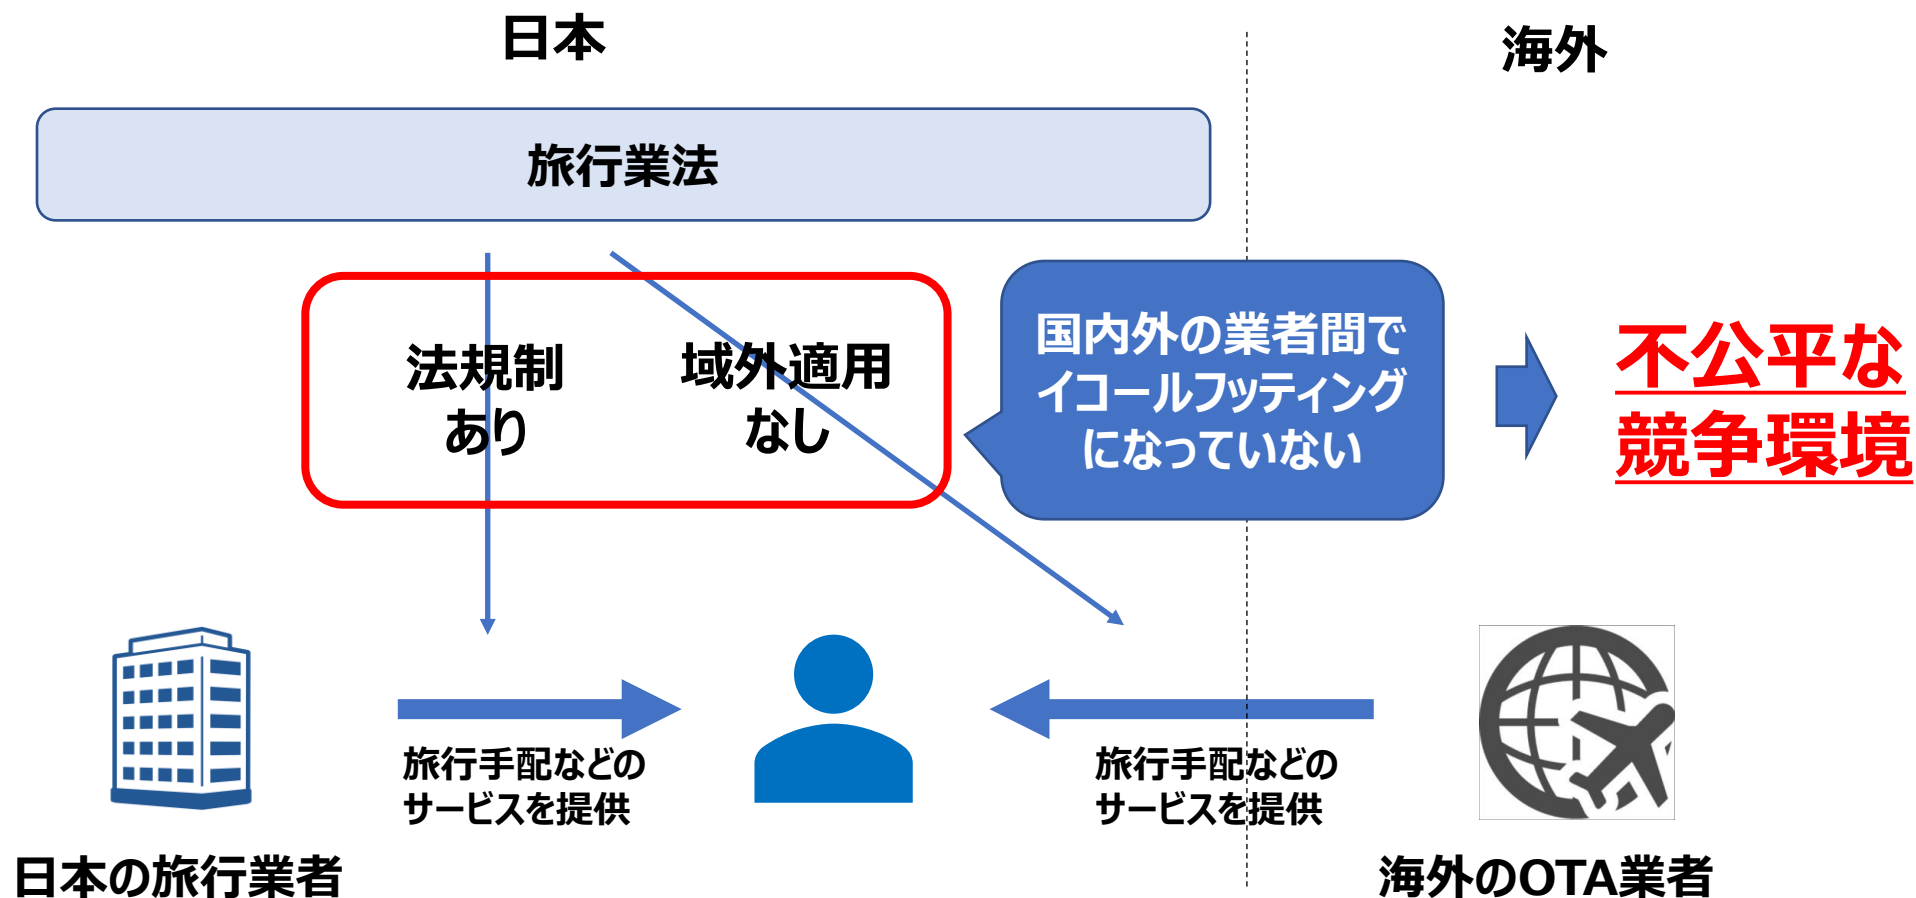 日本
海外
旅行業法
法規制
あり
域外適用
なし
国内外の業者間で
イコールフッティング
になっていない
不公平な
競争環境
旅行手配などの
サービスを提供
旅行手配などの
サービスを提供
日本の旅行業者
海外のOTA業者